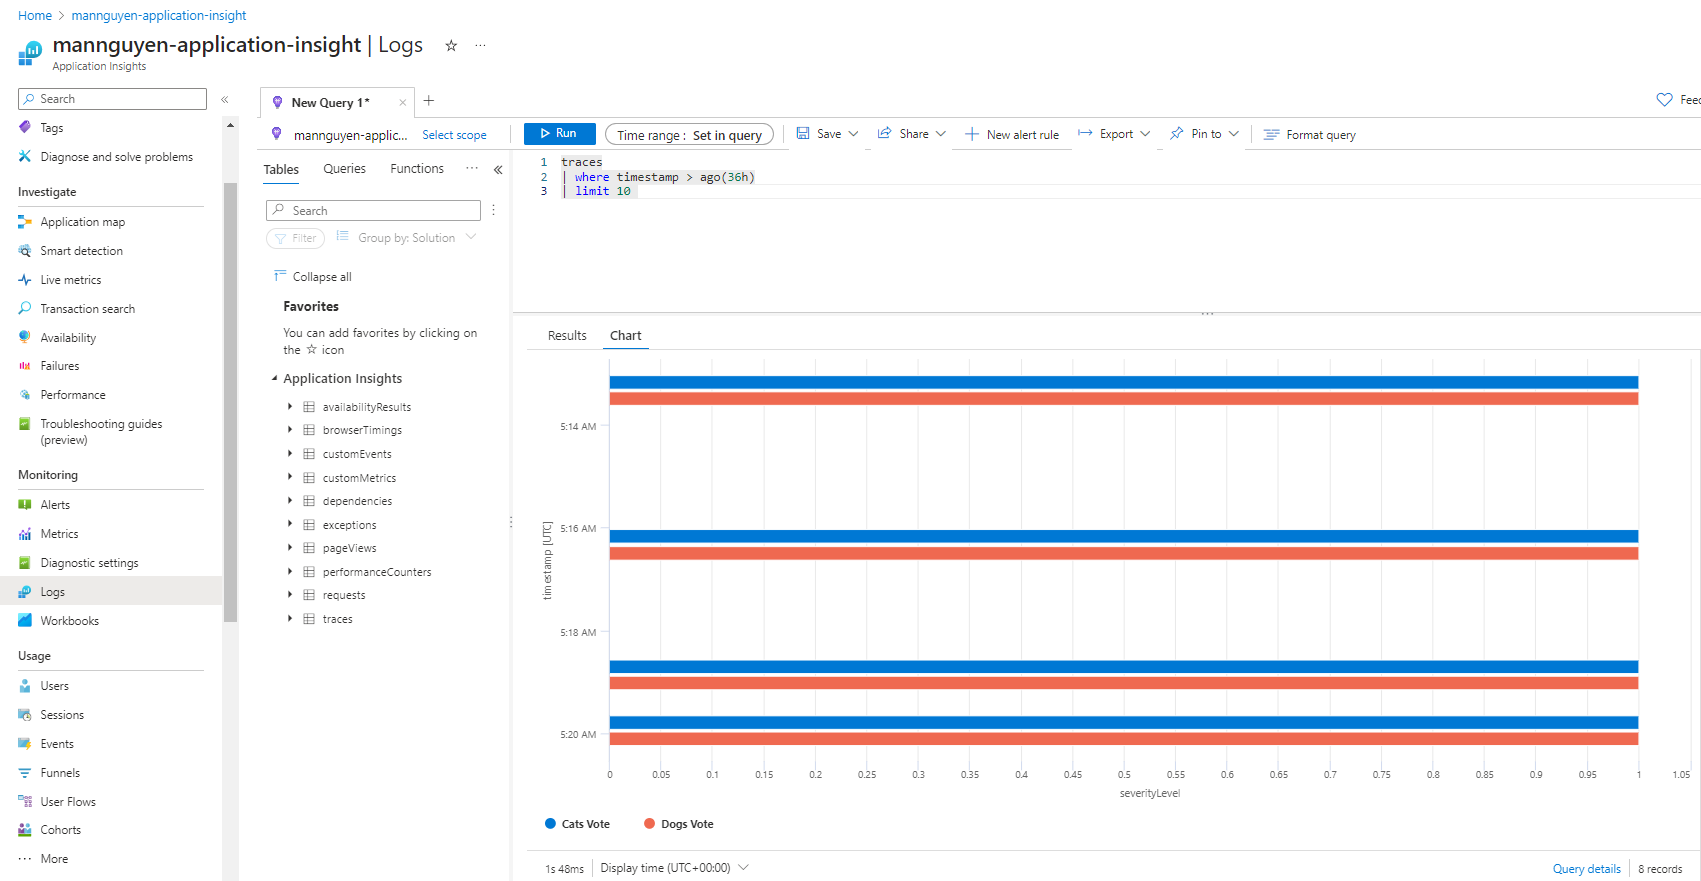 Home > mannguyen-application-insight
mannguyen-application-insight | Logs
Application Insights
Search
Tags
Diagnose and solve problems
Investigate
Application map
Smart detection
Live metrics
Transaction search
Availability
Failures
Performance
Troubleshooting guides
(preview)
Monitoring
Alerts
Metrics
Diagnostic settings
Logs
Workbooks
Usage
Users
Sessions
Events
Funnels
User Flows
Cohorts
More
New Query 1*
Feed
mannguyen-applic... Select scope
Run Time range : Set in query Save Share New alert rule Export Pin to Format query
Tables Queries Functions
Search
Filter Group by: Solution
Collapse all
Favorites
You can add favorites by clicking on
the ☆ icon
Application Insights
availabilityResults
browserTimings
customEvents
customMetrics
dependencies
exceptions
pageViews
performanceCounters
requests
traces
1 traces
2 | where timestamp > ago(36h)
3 | limit 10
Results Chart
timestamp [UTC]
5:14 AM
5:16 AM
5:18 AM
5:20 AM
0 0.05 0.1 0.15 0.2 0.25 0.3 0.35 0.4 0.45 0.5 0.55 0.6 0.65 0.7 0.75 0.8 0.85 0.9 0.95 1 1.05
severityLevel
Cats Vote Dogs Vote
1s 48ms Display time (UTC+00:00) Query details 8 records